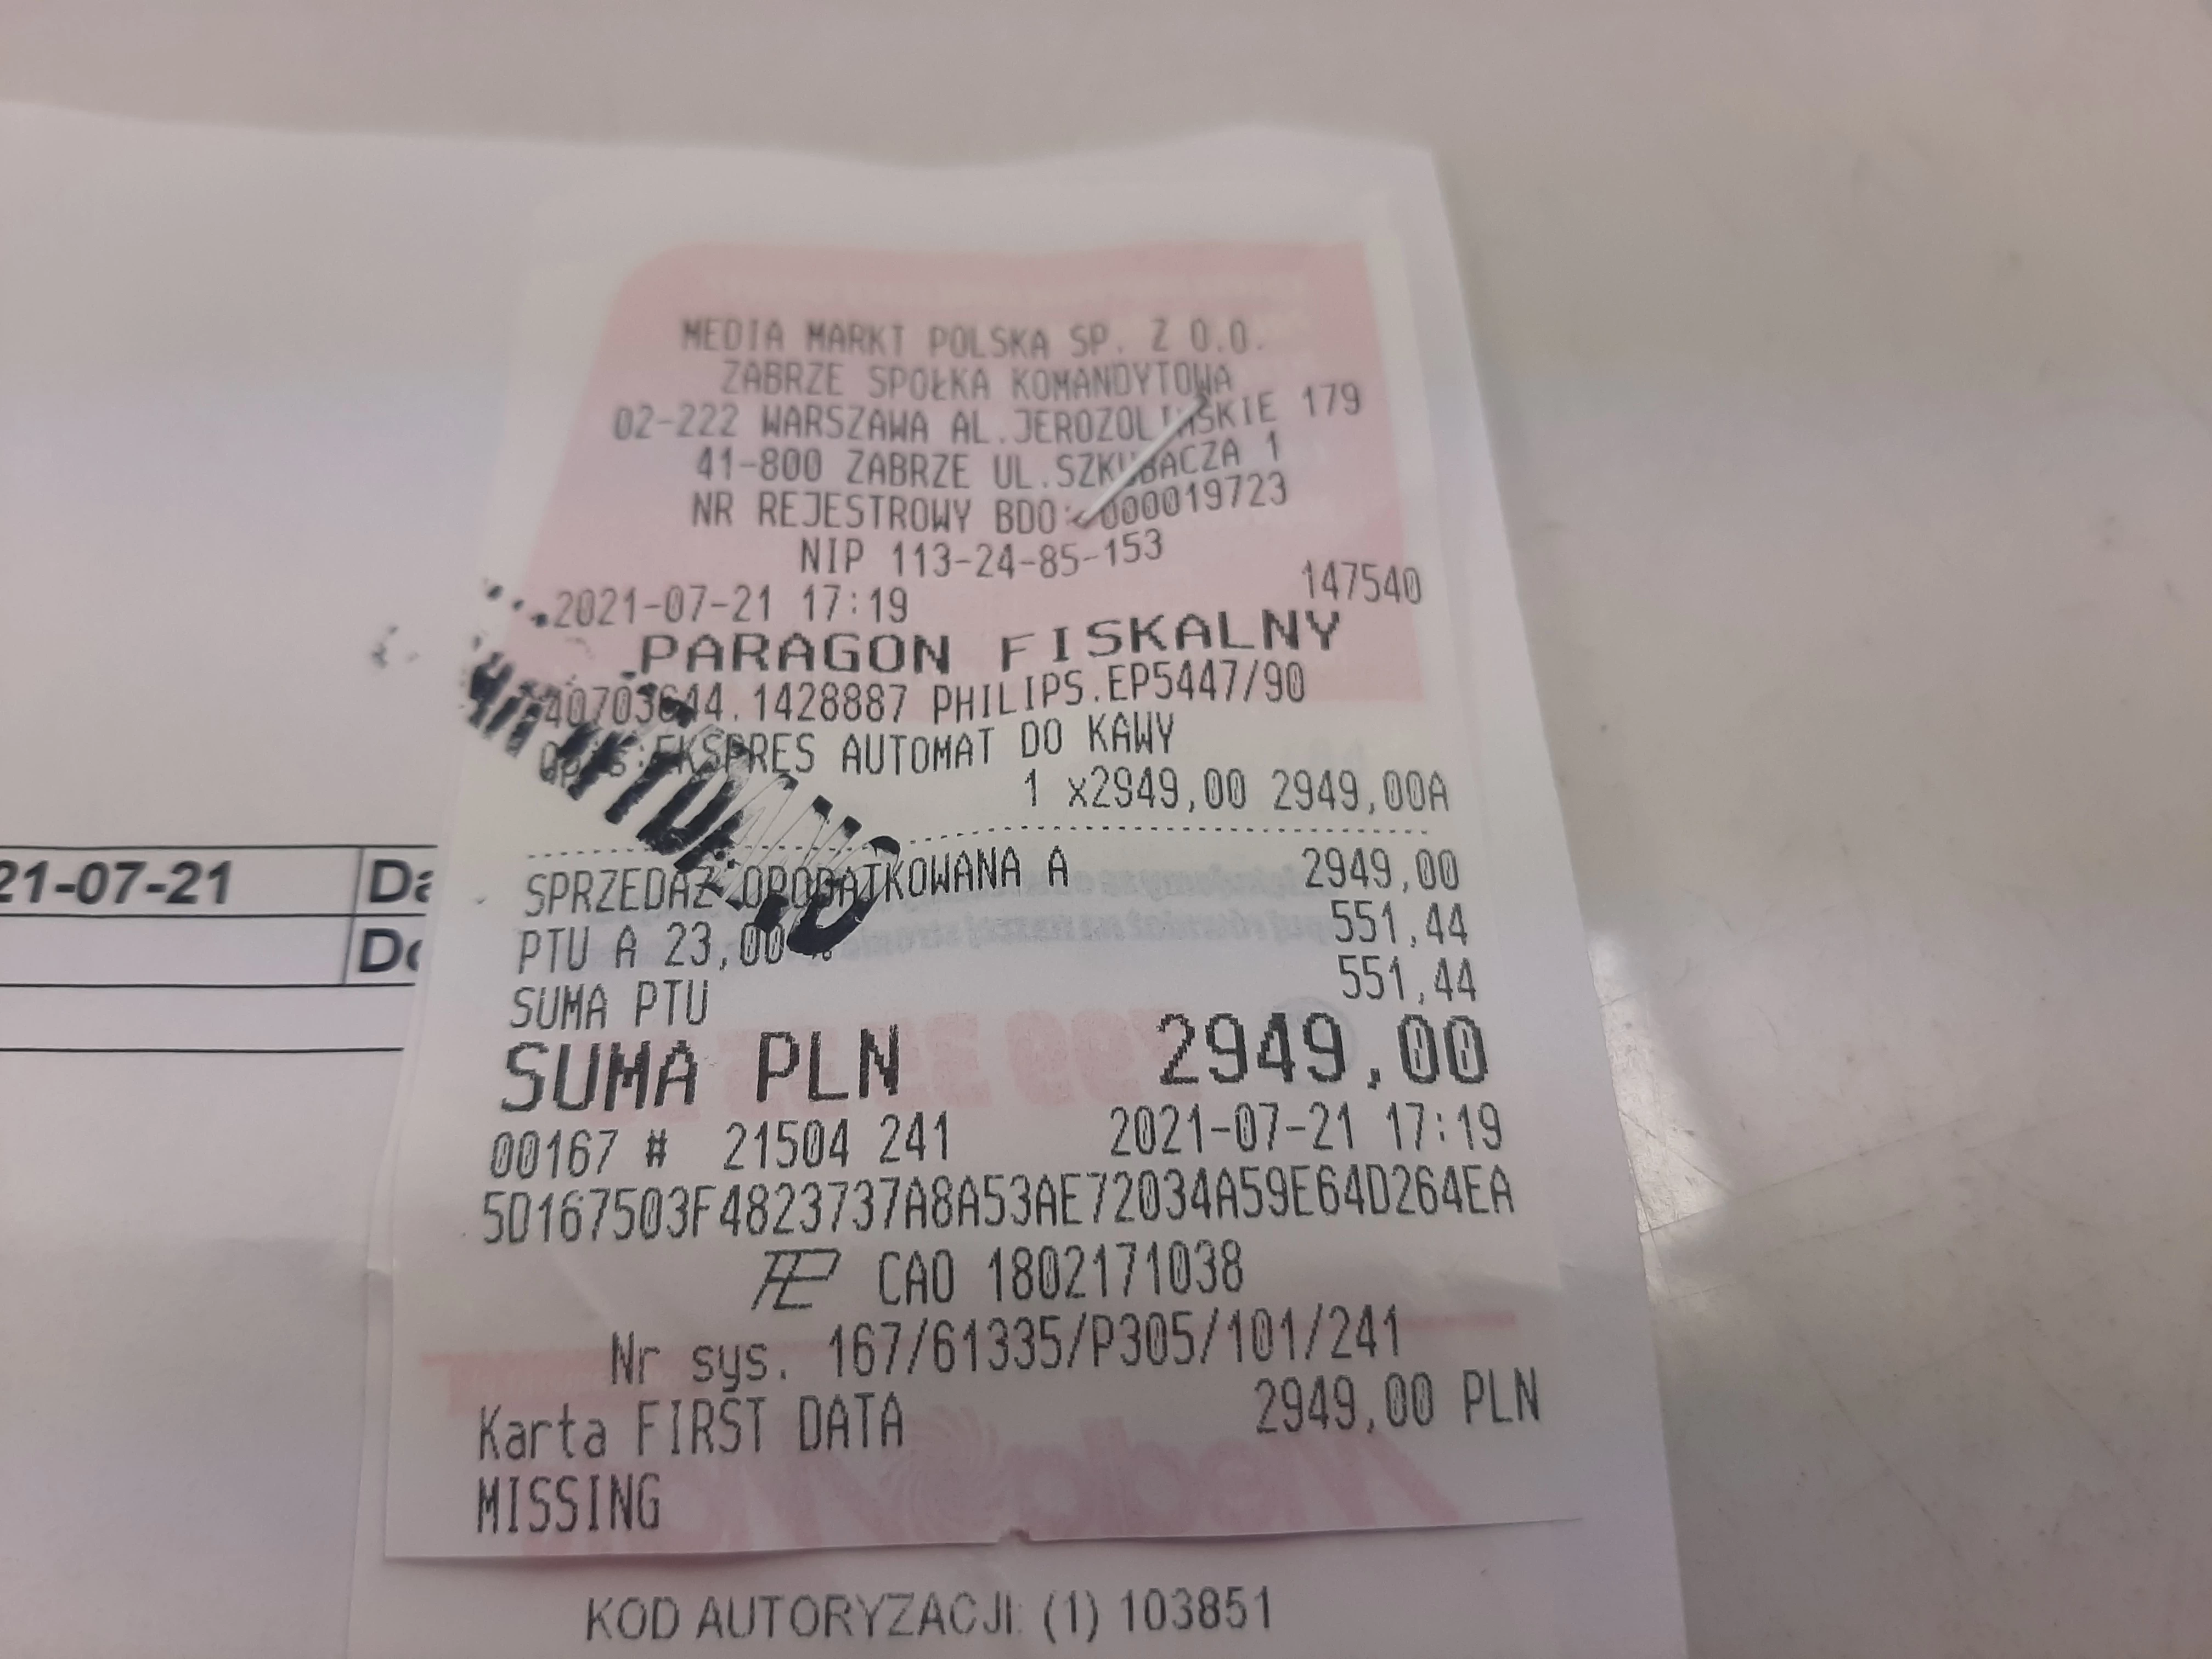 MEDIA MARKT POLSKA SP. Z O.O.
ZABRZE SPOŁKA KOMANDYTOWA
02-222 WARSZAWA AL.JEROZOLIMSKIE 179
41-800 ZABRZE UL.SZKUBACZA 1
NR REJESTROWY BDO: 000019723
NIP 113-24-85-153
2021-07-21 17:19 147540
PARAGON FISKALNY
40703644.1428887 PHILIPS.EP5447/90
Opis:EKSPRES AUTOMAT DO KAWY
1 x2949,00 2949,00A
WYDANO
SPRZEDAŻ OPODATKOWANA A 2949,00
PTU A 23,00 % 551,44
SUMA PTU 551,44
SUMA PLN 2949,00
00167 # 21504 241 2021-07-21 17:19
5D167503F4823737A8A53AE72034A59E64D264EA
CAO 1802171038
Nr sys. 167/61335/P305/101/241
Karta FIRST DATA 2949,00 PLN
MISSING
KOD AUTORYZACJI: (1) 103851
21-07-21 Da
Do